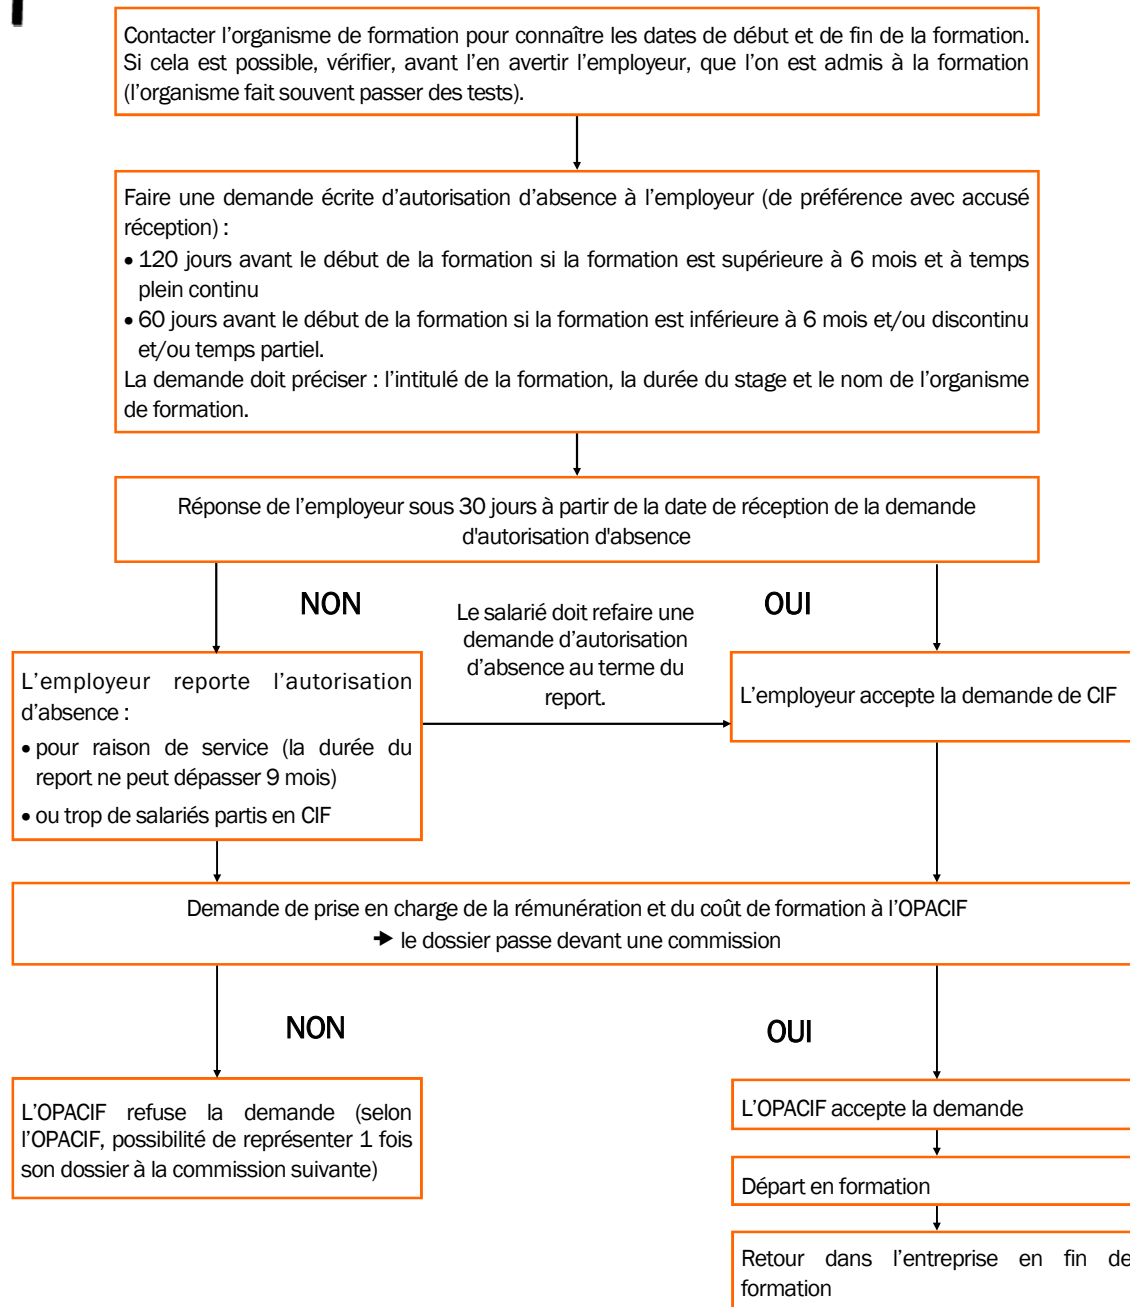 Contacter l'organisme de formation pour connaître les dates de début et de fin de la formation.
Si cela est possible, vérifier, avant l'en avertir l'employeur, que l'on est admis à la formation
(l'organisme fait souvent passer des tests).
Faire une demande écrite d'autorisation d'absence à l'employeur (de préférence avec accusé
réception) :
• 120 jours avant le début de la formation si la formation est supérieure à 6 mois et à temps
plein continu
• 60 jours avant le début de la formation si la formation est inférieure à 6 mois et/ou discontinu
et/ou temps partiel.
La demande doit préciser : l'intitulé de la formation, la durée du stage et le nom de l'organisme
de formation.
Réponse de l'employeur sous 30 jours à partir de la date de réception de la demande
d'autorisation d'absence
NON
Le salarié doit refaire une
demande d'autorisation
d'absence au terme du
report.
OUI
L'employeur reporte l'autorisation
d'absence :
• pour raison de service (la durée du
report ne peut dépasser 9 mois)
• ou trop de salariés partis en CIF
L'employeur accepte la demande de CIF
Demande de prise en charge de la rémunération et du coût de formation à l'OPACIF
➔ le dossier passe devant une commission
NON
OUI
L'OPACIF refuse la demande (selon
l'OPACIF, possibilité de représenter 1 fois
son dossier à la commission suivante)
L'OPACIF accepte la demande
Départ en formation
Retour dans l'entreprise en fin de
formation